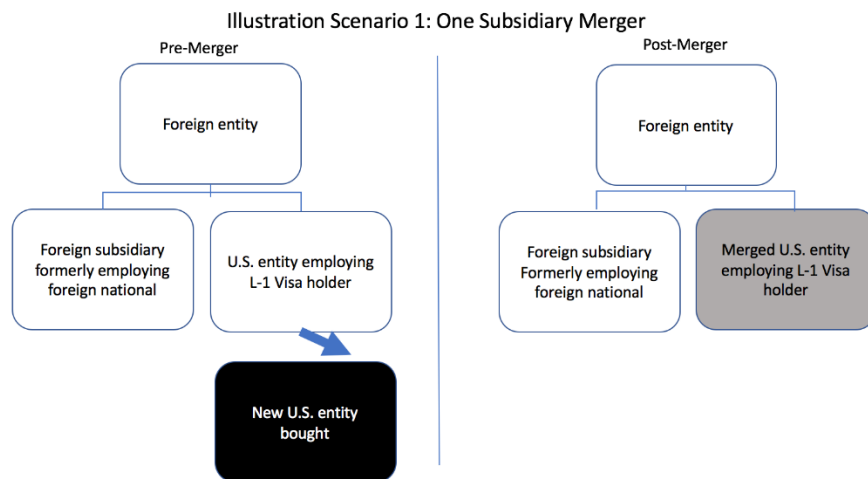 Illustration Scenario 1: One Subsidiary Merger
Pre-Merger
Foreign entity
Foreign subsidiary
formerly employing
foreign national
U.S. entity employing
L-1 Visa holder
New U.S. entity
bought
Post-Merger
Foreign entity
Foreign subsidiary
Formerly employing
foreign national
Merged U.S. entity
employing L-1 Visa
holder